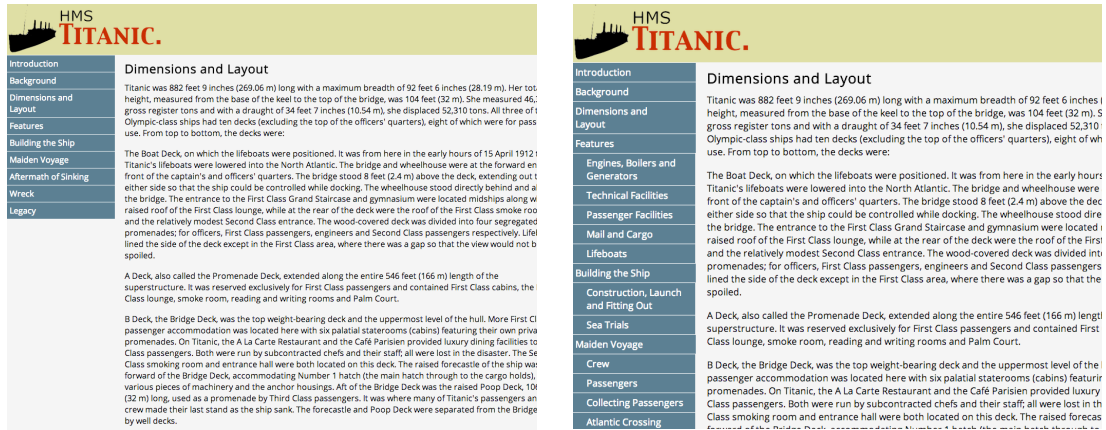 HMS
TITANIC.
Introduction
Background
Dimensions and
Layout
Features
Building the Ship
Maiden Voyage
Aftermath of Sinking
Wreck
Legacy
Dimensions and Layout
Titanic was 882 feet 9 inches (269.06 m) long with a maximum breadth of 92 feet 6 inches (28.19 m). Her
height, measured from the base of the keel to the top of the bridge, was 104 feet (32 m). She measured
gross register tons and with a draught of 34 feet 7 inches (10.54 m), she displaced 52,310 tons. All three of
Olympic-class ships had ten decks (excluding the top of the officers' quarters), eight of which were for
use. From top to bottom, the decks were:
The Boat Deck, on which the lifeboats were positioned. It was from here in the early hours of 15 April 1912
Titanic's lifeboats were lowered into the North Atlantic. The bridge and wheelhouse were at the forward
front of the captain's and officers' quarters. The bridge stood 8 feet (2.4 m) above the deck, extending out
either side so that the ship could be controlled while docking. The wheelhouse stood directly behind and
the bridge. The entrance to the First Class Grand Staircase and gymnasium were located midships along
raised roof of the First Class lounge, while at the rear of the deck were the roof of the First Class smoke
and the relatively modest Second Class entrance. The wood-covered deck was divided into four segregated
promenades; for officers, First Class passengers, engineers and Second Class passengers respectively.
lined the side of the deck except in the First Class area, where there was a gap so that the view would not
spoiled.
A Deck, also called the Promenade Deck, extended along the entire 546 feet (166 m) length of the
superstructure. It was reserved exclusively for First Class passengers and contained First Class cabins, the
Class lounge, smoke room, reading and writing rooms and Palm Court.
B Deck, the Bridge Deck, was the top weight-bearing deck and the uppermost level of the hull. More First
passenger accommodation was located here with six palatial staterooms (cabins) featuring their own
promenades. On Titanic, the A La Carte Restaurant and the Café Parisien provided luxury dining facilities to
Class passengers. Both were run by subcontracted chefs and their staff; all were lost in the disaster. The
Class smoking room and entrance hall were both located on this deck. The raised forecastle of the ship
forward of the Bridge Deck, accommodating Number 1 hatch (the main hatch through to the cargo holds),
various pieces of machinery and the anchor housings. Aft of the Bridge Deck was the raised Poop Deck,
(32 m) long, used as a promenade by Third Class passengers. It was where many of Titanic's passengers
crew made their last stand as the ship sank. The forecastle and Poop Deck were separated from the Bridge
by well decks.
HMS
TITANIC.
Introduction
Background
Dimensions and
Layout
Features
Engines, Boilers and
Generators
Technical Facilities
Passenger Facilities
Mail and Cargo
Lifeboats
Building the Ship
Construction, Launch
and Fitting Out
Sea Trials
Maiden Voyage
Crew
Passengers
Collecting Passengers
Atlantic Crossing
Dimensions and Layout
Titanic was 882 feet 9 inches (269.06 m) long with a maximum breadth of 92 feet 6 inches
height, measured from the base of the keel to the top of the bridge, was 104 feet (32 m).
gross register tons and with a draught of 34 feet 7 inches (10.54 m), she displaced 52,310
Olympic-class ships had ten decks (excluding the top of the officers' quarters), eight of
use. From top to bottom, the decks were:
The Boat Deck, on which the lifeboats were positioned. It was from here in the early hours
Titanic's lifeboats were lowered into the North Atlantic. The bridge and wheelhouse were
front of the captain's and officers' quarters. The bridge stood 8 feet (2.4 m) above the
either side so that the ship could be controlled while docking. The wheelhouse stood
the bridge. The entrance to the First Class Grand Staircase and gymnasium were located
raised roof of the First Class lounge, while at the rear of the deck were the roof of the
and the relatively modest Second Class entrance. The wood-covered deck was divided
promenades; for officers, First Class passengers, engineers and Second Class passengers
lined the side of the deck except in the First Class area, where there was a gap so that the
spoiled.
A Deck, also called the Promenade Deck, extended along the entire 546 feet (166 m)
superstructure. It was reserved exclusively for First Class passengers and contained First
Class lounge, smoke room, reading and writing rooms and Palm Court.
B Deck, the Bridge Deck, was the top weight-bearing deck and the uppermost level of the
passenger accommodation was located here with six palatial staterooms (cabins)
promenades. On Titanic, the A La Carte Restaurant and the Café Parisien provided luxury
Class passengers. Both were run by subcontracted chefs and their staff; all were lost in
Class smoking room and entrance hall were both located on this deck. The raised